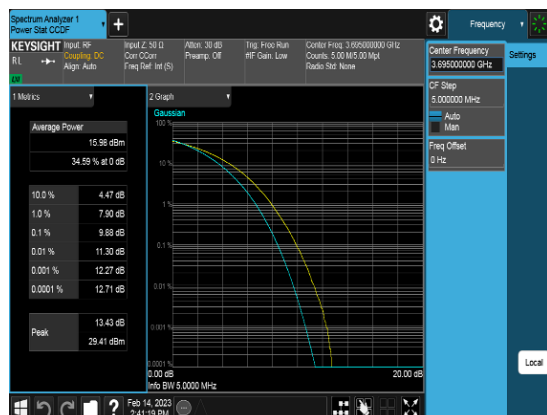 Spectrum Analyzer 1
Power Stat CCDF
Frequency
KEYSIGHT
RL
Input: RF
Coupling: DC
Align: Auto
Input Z: 50 Ω
Corr CCorr
Freq Ref: Int (S)
Atten: 30 dB
Preamp: Off
Trig: Free Run
#IF Gain: Low
Center Freq: 3.695000000 GHz
Counts: 5.00 M/5.00 Mpt
Radio Std: None
Center Frequency
3.695000000 GHz
Settings
CF Step
5.000000 MHz
Auto
Man
Freq Offset
0 Hz
1 Metrics
Average Power
15.98 dBm
34.59 % at 0 dB
10.0 % 4.47 dB
1.0 % 7.90 dB
0.1 % 9.88 dB
0.01 % 11.30 dB
0.001 % 12.27 dB
0.0001 % 12.71 dB
Peak
13.43 dB
29.41 dBm
2 Graph
Gaussian
100 %
10 %
1 %
0.1 %
0.01 %
0.001 %
0.0001 %
0.00 dB
20.00 dB
Info BW 5.0000 MHz
Local
?
Feb 14, 2023
2:41:19 PM